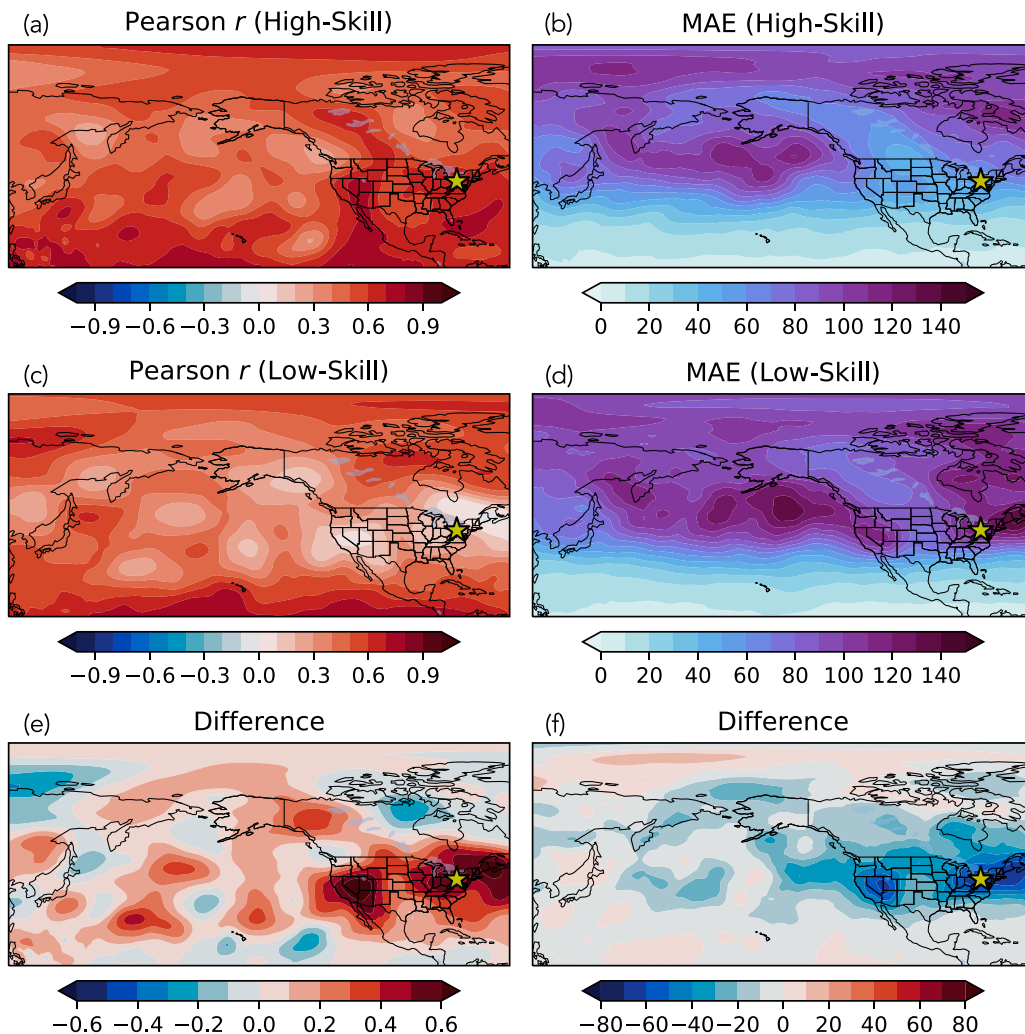 (a) Pearson r (High-Skill)
(b) MAE (High-Skill)
−0.9 −0.6 −0.3 0.0 0.3 0.6 0.9
0 20 40 60 80 100 120 140
(c) Pearson r (Low-Skill)
(d) MAE (Low-Skill)
−0.9 −0.6 −0.3 0.0 0.3 0.6 0.9
0 20 40 60 80 100 120 140
(e) Difference
(f) Difference
−0.6 −0.4 −0.2 0.0 0.2 0.4 0.6
−80 −60 −40 −20 0 20 40 60 80